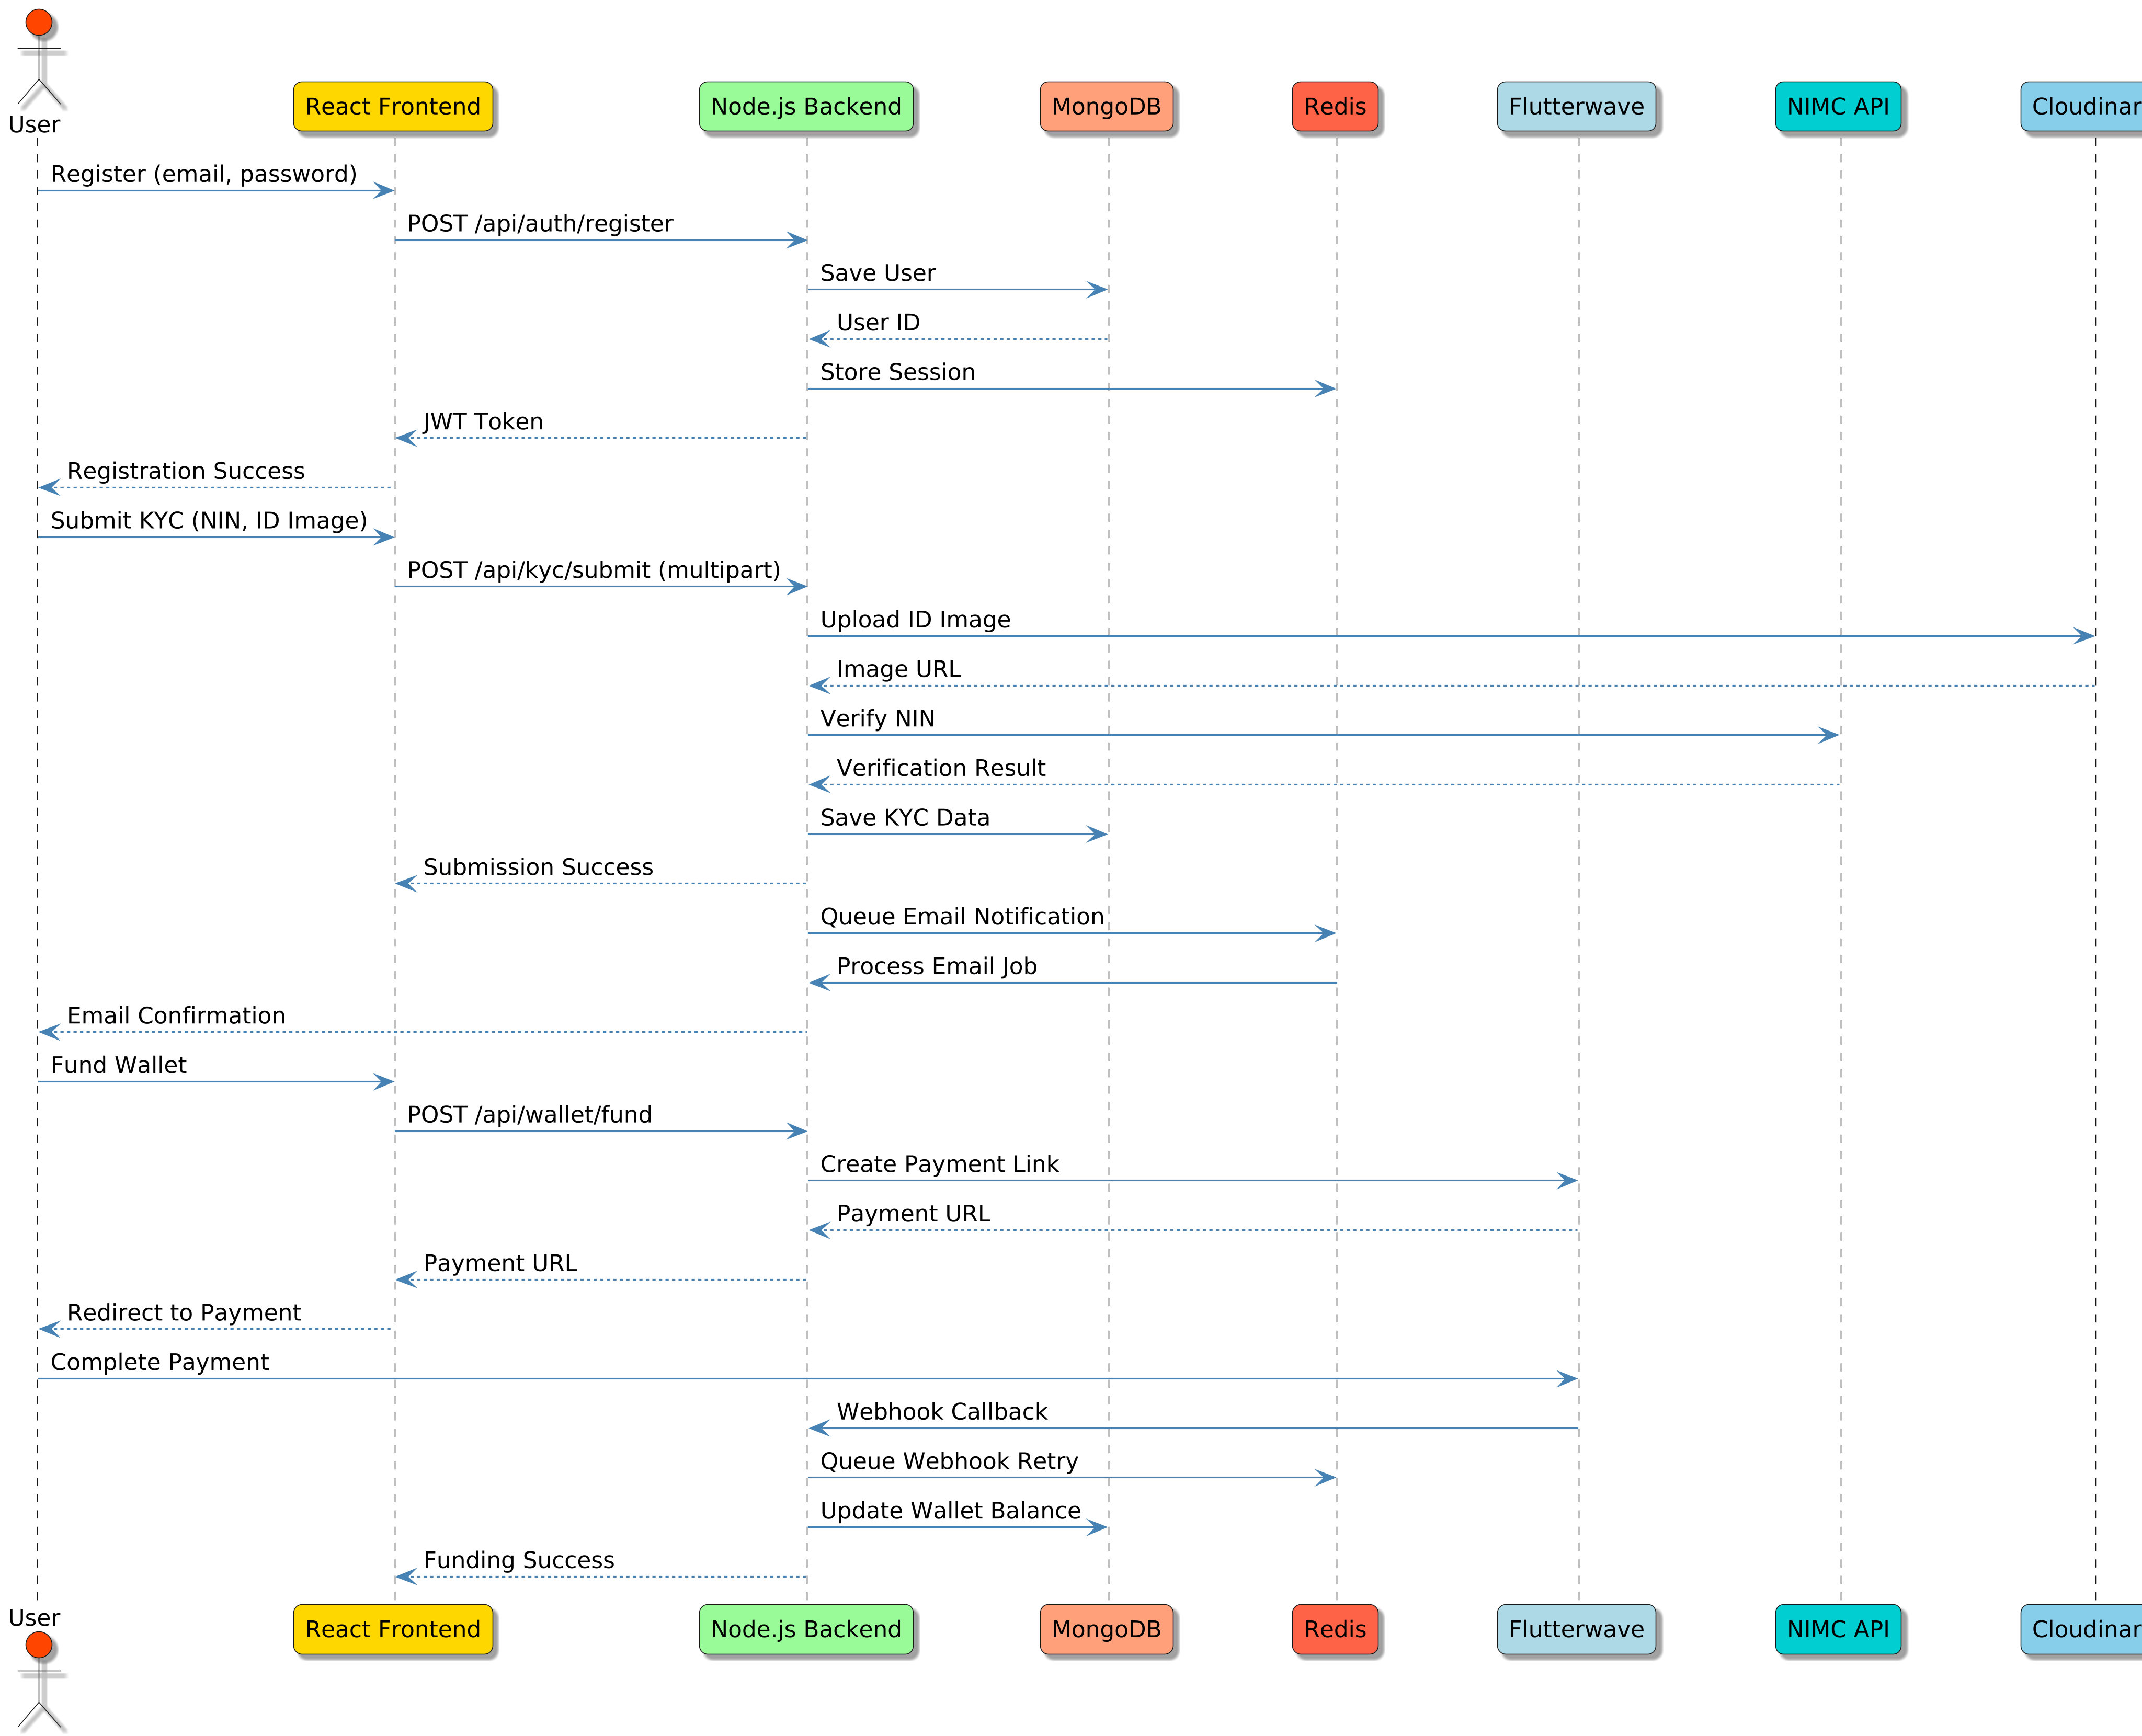 User
React Frontend
Node.js Backend
MongoDB
Redis
Flutterwave
NIMC API
Cloudinar
Register (email, password)
POST /api/auth/register
Save User
User ID
Store Session
JWT Token
Registration Success
Submit KYC (NIN, ID Image)
POST /api/kyc/submit (multipart)
Upload ID Image
Image URL
Verify NIN
Verification Result
Save KYC Data
Submission Success
Queue Email Notification
Process Email Job
Email Confirmation
Fund Wallet
POST /api/wallet/fund
Create Payment Link
Payment URL
Payment URL
Redirect to Payment
Complete Payment
Webhook Callback
Queue Webhook Retry
Update Wallet Balance
Funding Success
User
React Frontend
Node.js Backend
MongoDB
Redis
Flutterwave
NIMC API
Cloudinar